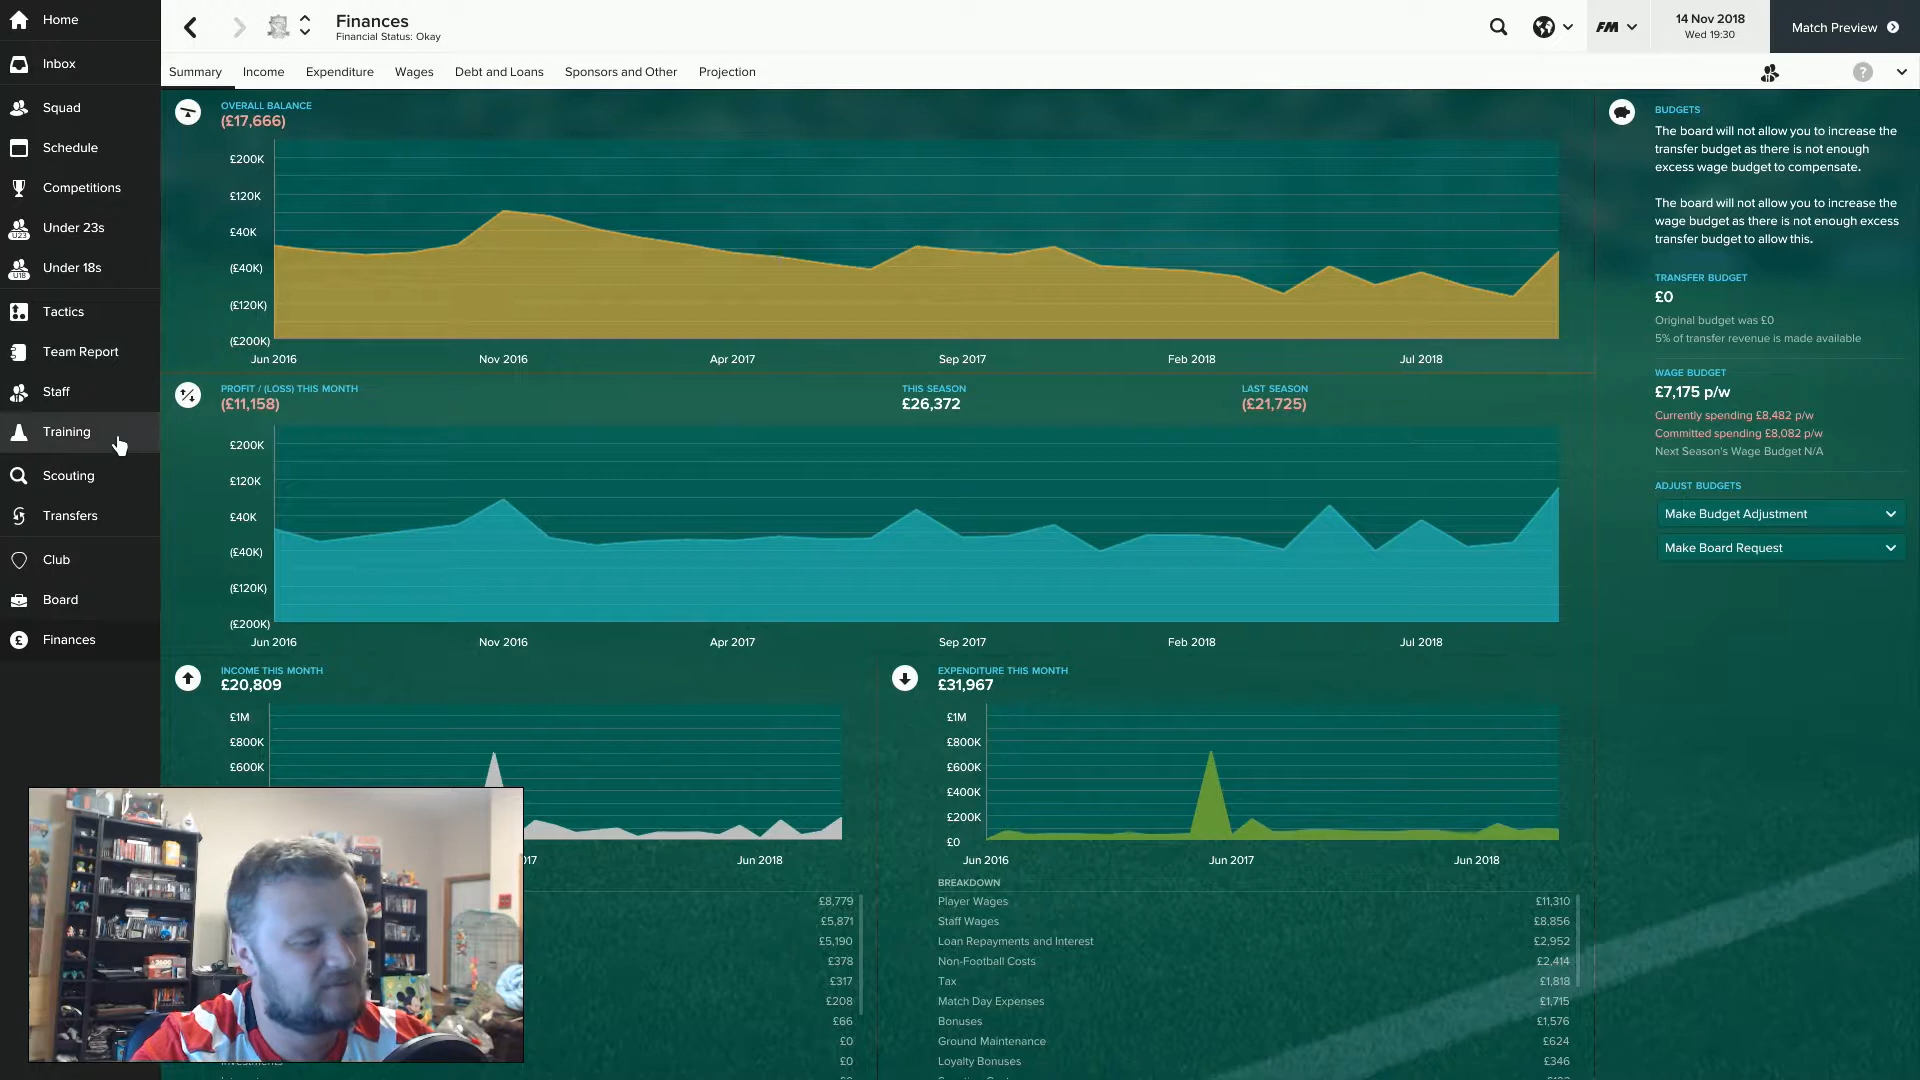 Home
Inbox
Squad
Schedule
Competitions
Under 23s
Under 18s
Tactics
Team Report
Staff
Training
Scouting
Transfers
Club
Board
Finances
Finances
Financial Status: Okay
FM
14 Nov 2018
Wed 19:30
Match Preview
Summary
Income
Expenditure
Wages
Debt and Loans
Sponsors and Other
Projection
OVERALL BALANCE
(£17,666)
£200K
£120K
£40K
(£40K)
(£120K)
(£200K)
Jun 2016
Nov 2016
Apr 2017
Sep 2017
Feb 2018
Jul 2018
PROFIT / (LOSS) THIS MONTH
(£11,158)
THIS SEASON
£26,372
LAST SEASON
(£21,725)
£200K
£120K
£40K
(£40K)
(£120K)
(£200K)
Jun 2016
Nov 2016
Apr 2017
Sep 2017
Feb 2018
Jul 2018
INCOME THIS MONTH
£20,809
£1M
£800K
£600K
Jun 2018
£8,779
£5,871
£5,190
£378
£317
£208
£66
£0
£0
EXPENDITURE THIS MONTH
£31,967
£1M
£800K
£600K
£400K
£200K
£0
Jun 2016
Jun 2017
Jun 2018
BREAKDOWN
Player Wages £11,310
Staff Wages £8,856
Loan Repayments and Interest £2,952
Non-Football Costs £2,414
Tax £1,818
Match Day Expenses £1,715
Bonuses £1,576
Ground Maintenance £624
Loyalty Bonuses £346
BUDGETS
The board will not allow you to increase the
transfer budget as there is not enough
excess wage budget to compensate.
The board will not allow you to increase the
wage budget as there is not enough excess
transfer budget to allow this.
TRANSFER BUDGET
£0
Original budget was £0
5% of transfer revenue is made available
WAGE BUDGET
£7,175 p/w
Currently spending £8,482 p/w
Committed spending £8,082 p/w
Next Season's Wage Budget N/A
ADJUST BUDGETS
Make Budget Adjustment
Make Board Request